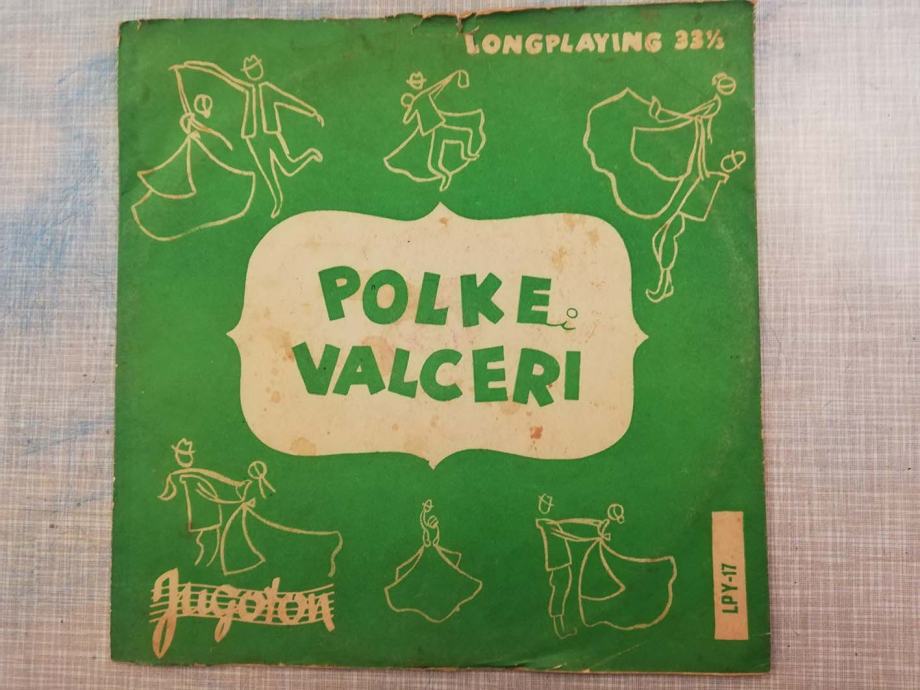 LONGPLAYING 33⅓
POLKE i
VALCERI
Jugoton
LPY-17